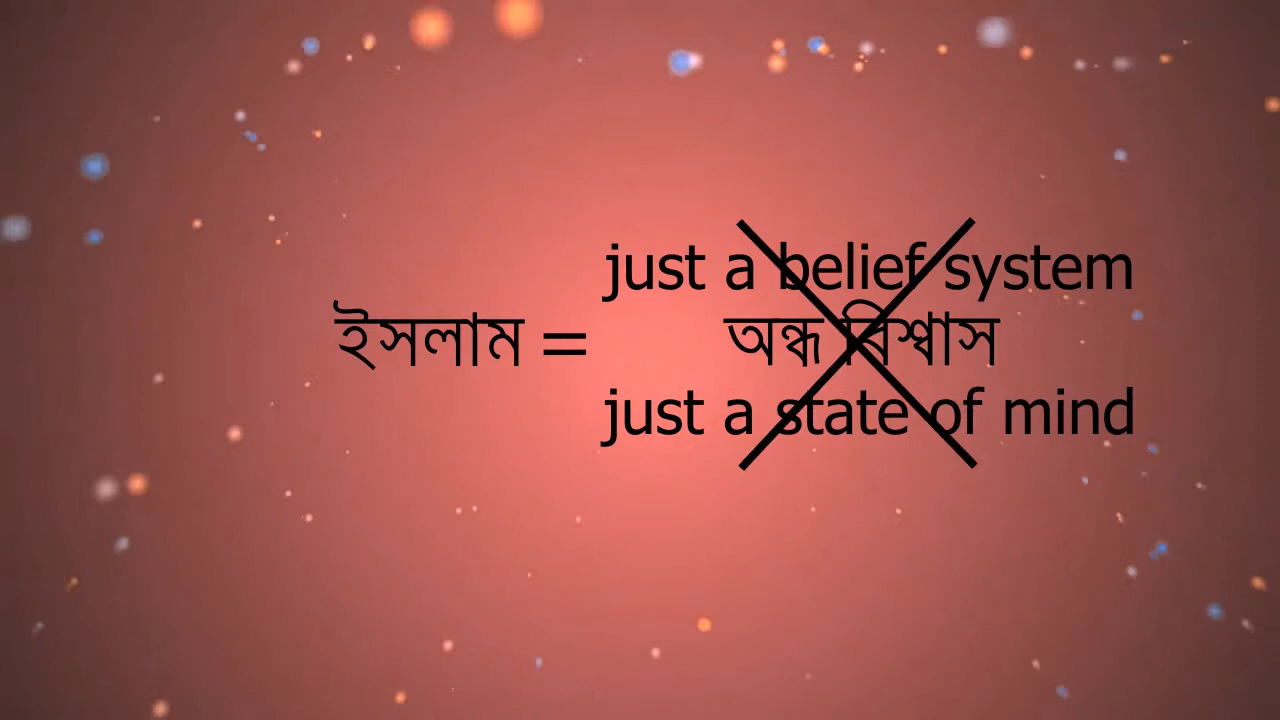 just a belief system
ইসলাম = অন্ধ বিশ্বাস
just a state of mind